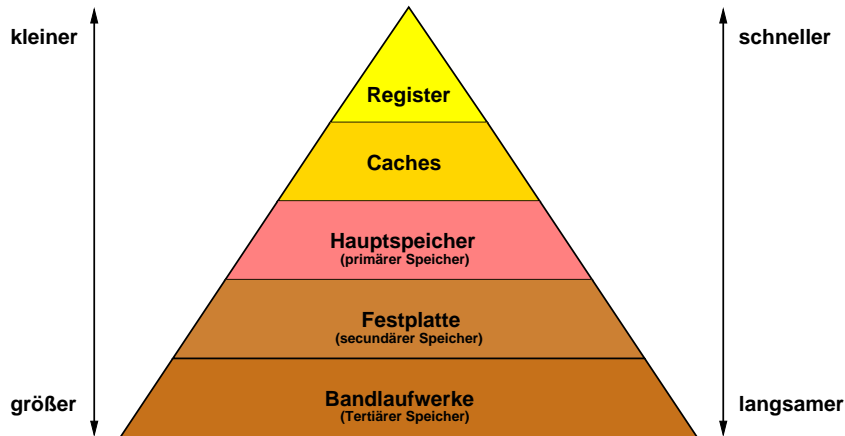 kleiner
schneller
Register
Caches
Hauptspeicher
(primärer Speicher)
Festplatte
(secundärer Speicher)
Bandlaufwerke
(Tertiärer Speicher)
größer
langsamer